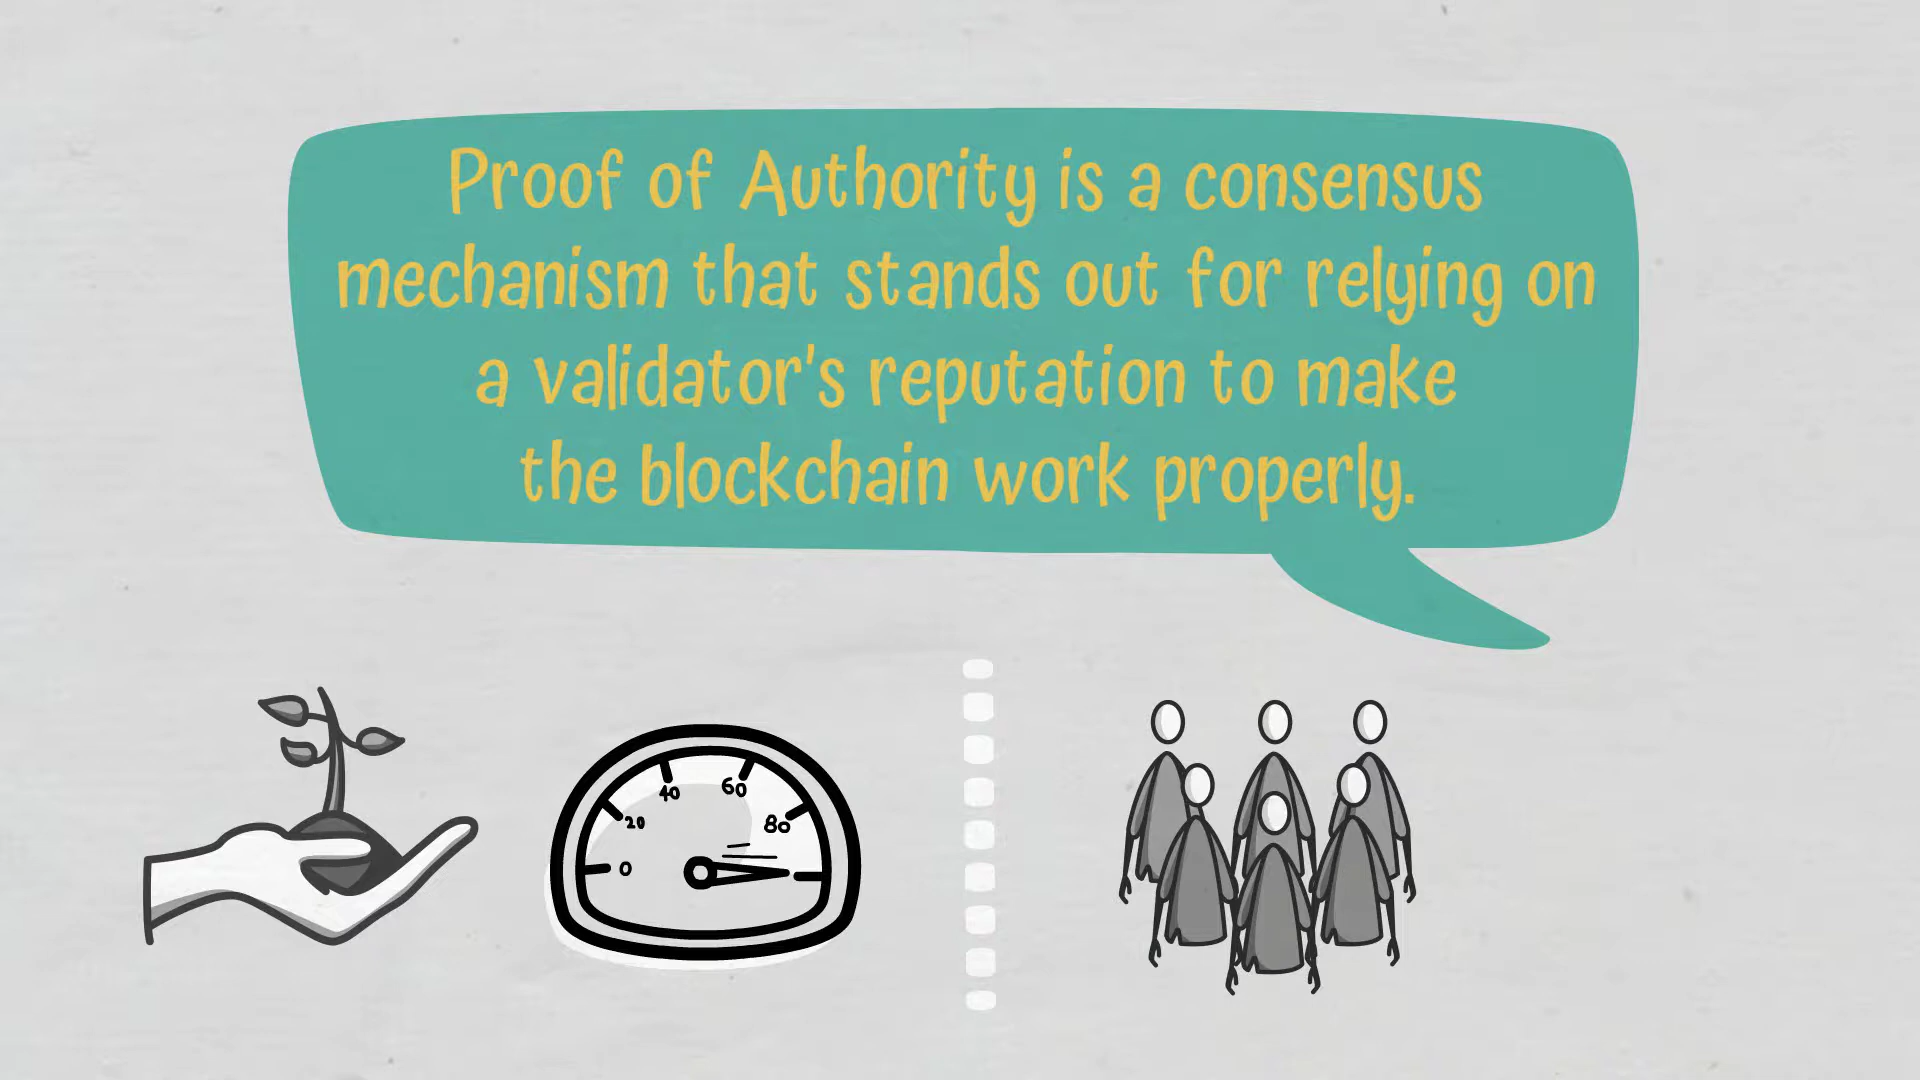 Proof of Authority is a consensus
mechanism that stands out for relying on
a validator's reputation to make
the blockchain work properly.
0
20
40
60
80